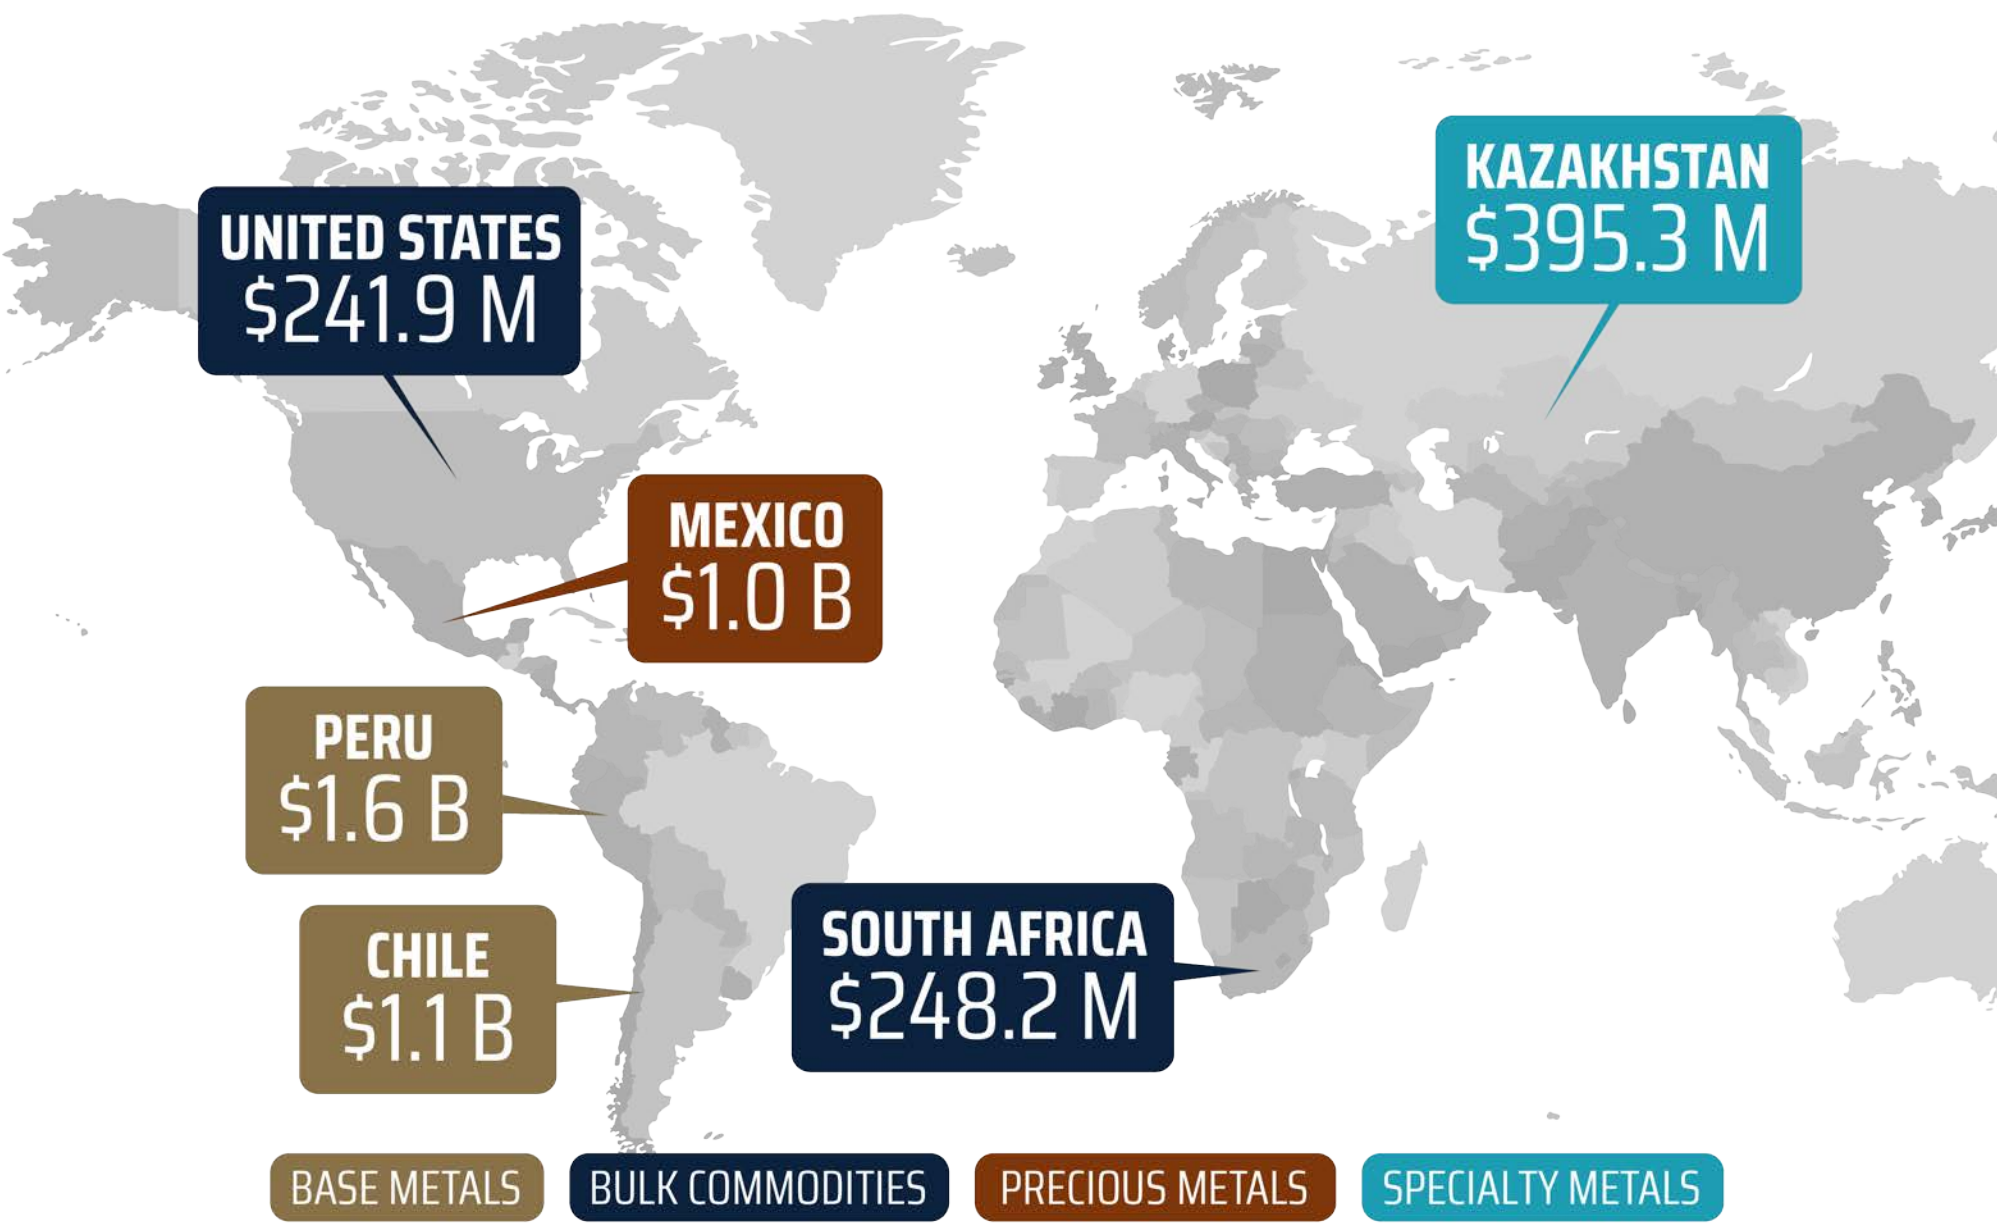 KAZAKHSTAN
$395.3 M
UNITED STATES
$241.9 M
MEXICO
$1.0 B
PERU
$1.6 B
CHILE
$1.1 B
SOUTH AFRICA
$248.2 M
BASE METALS
BULK COMMODITIES
PRECIOUS METALS
SPECIALTY METALS